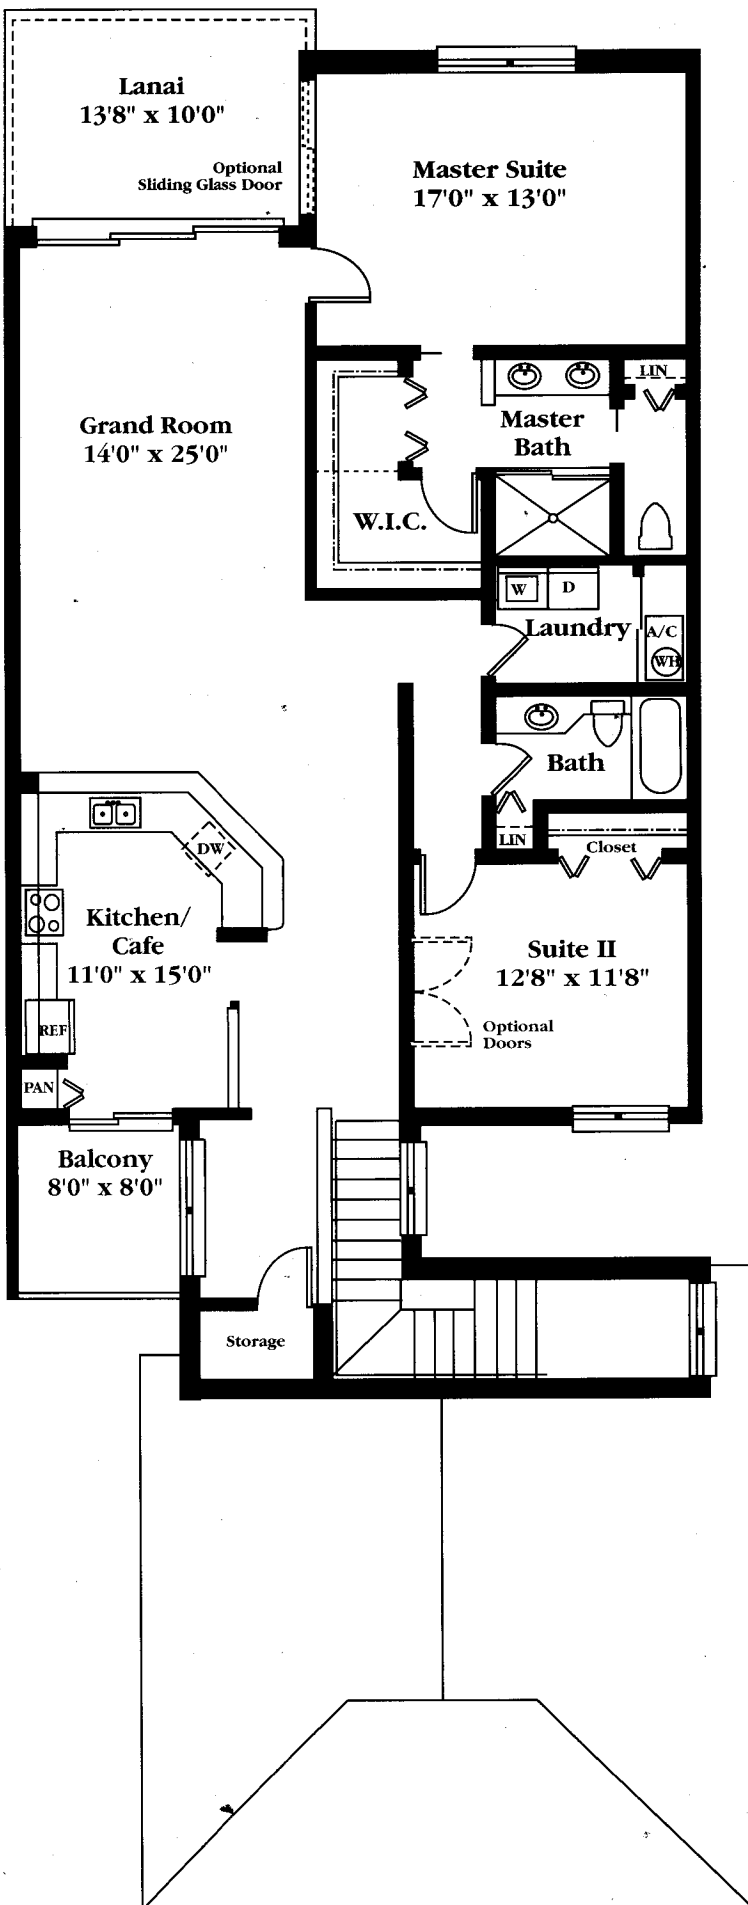 Lanai
13'8" x 10'0"
Optional
Sliding Glass Door
Master Suite
17'0" x 13'0"
LIN
Master
Bath
Grand Room
14'0" x 25'0"
W.I.C.
W
D
Laundry
A/C
WH
Bath
LIN
Closet
DW
Kitchen/
Cafe
11'0" x 15'0"
REF
PAN
Suite II
12'8" x 11'8"
Optional
Doors
Balcony
8'0" x 8'0"
Storage